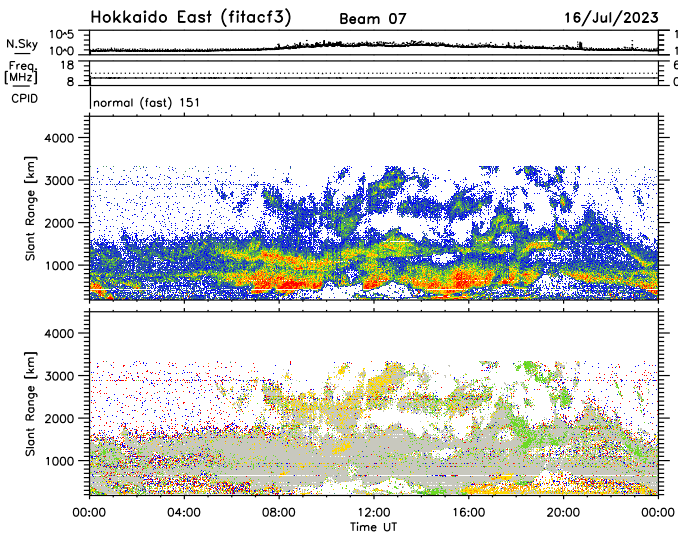 Hokkaido East (fitacf3) Beam 07 16/Jul/2023
N.Sky 10^5 10^0
Freq. [MHz] 18 8
CPID normal (fast) 151
Slant Range [km] 4000 3000 2000 1000
Slant Range [km] 4000 3000 2000 1000
00:00 04:00 08:00 12:00 16:00 20:00 00:00
Time UT